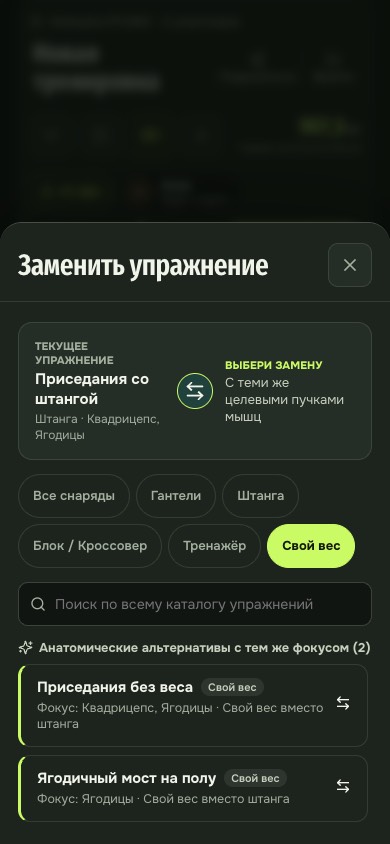 Новая
тренировка
Заменить упражнение
ТЕКУЩЕЕ
УПРАЖНЕНИЕ
Приседания со
штангой
Штанга · Квадрицепс,
Ягодицы
ВЫБЕРИ ЗАМЕНУ
С теми же
целевыми пучками
мышц
Все снаряды
Гантели
Штанга
Блок / Кроссовер
Тренажёр
Свой вес
Поиск по всему каталогу упражнений
Анатомические альтернативы с тем же фокусом (2)
Приседания без веса Свой вес
Фокус: Квадрицепс, Ягодицы · Свой вес вместо
штанга
Ягодичный мост на полу Свой вес
Фокус: Ягодицы · Свой вес вместо штанга